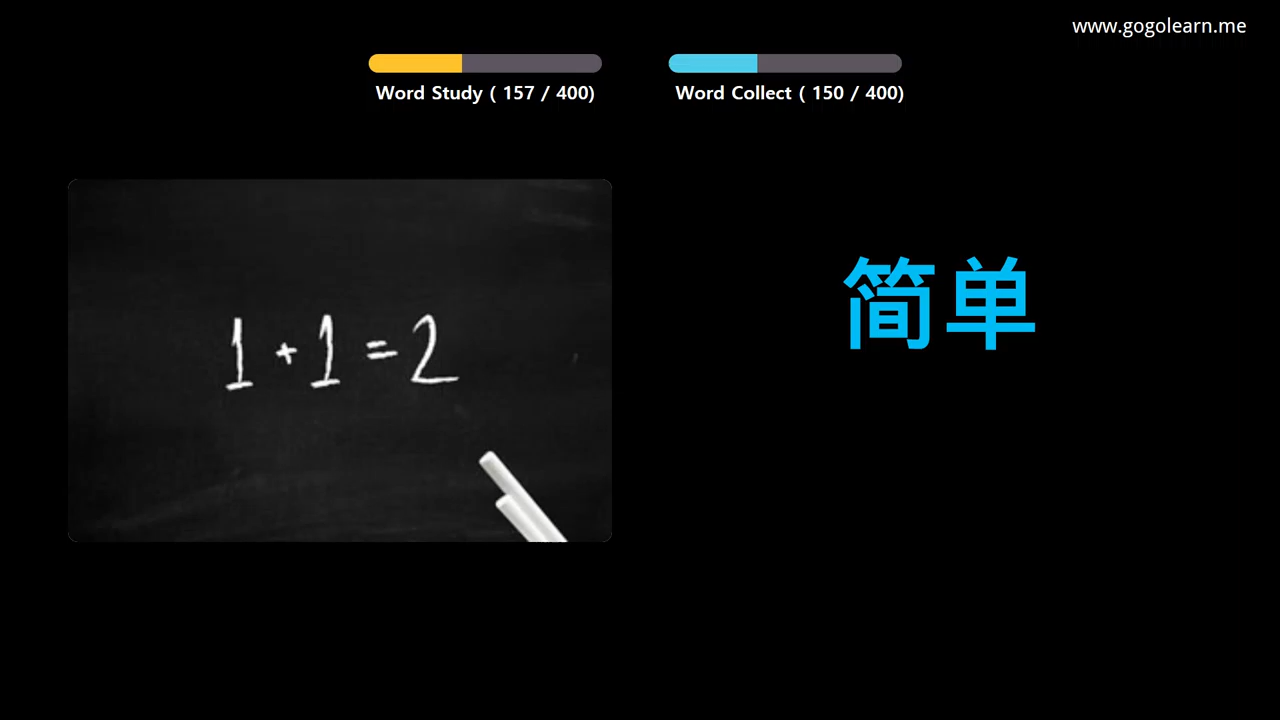 www.gogolearn.me
Word Study ( 157 / 400)
Word Collect ( 150 / 400)
简单
1 + 1 = 2